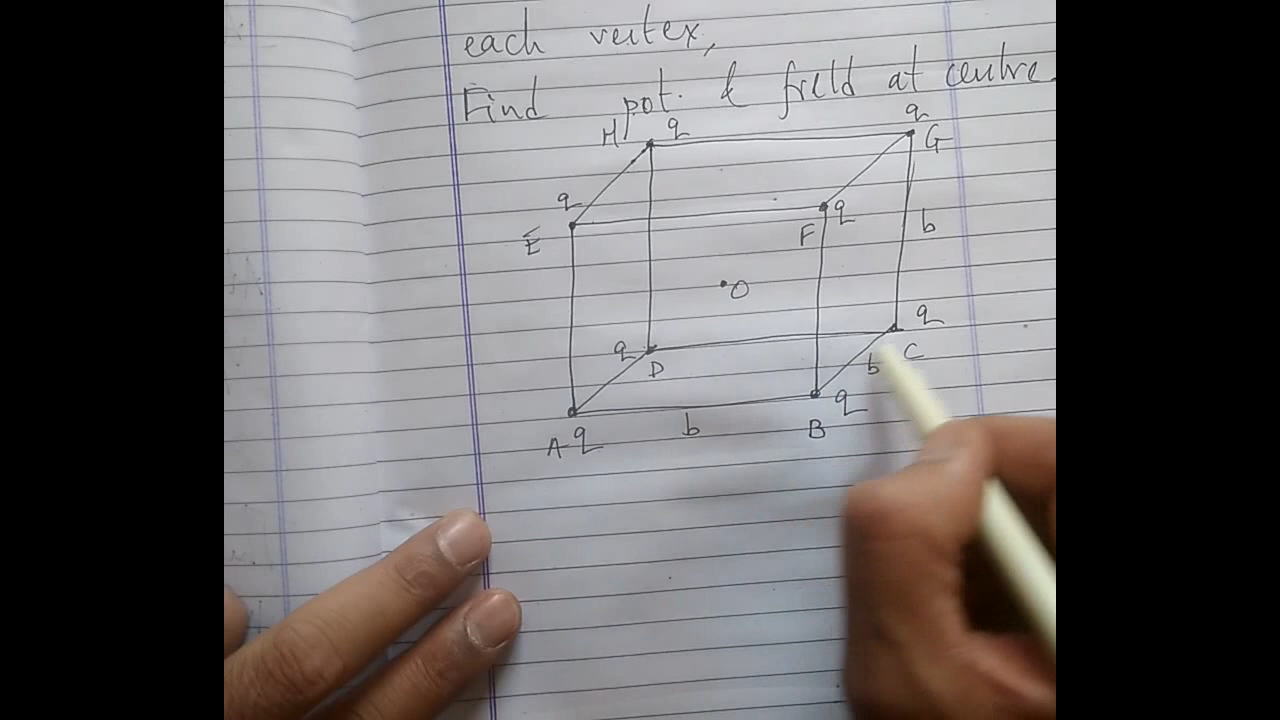 each vertex,
Find pot. & field at centre.
H q q G
q
E F q b
O
q D q
b C
A q b B q